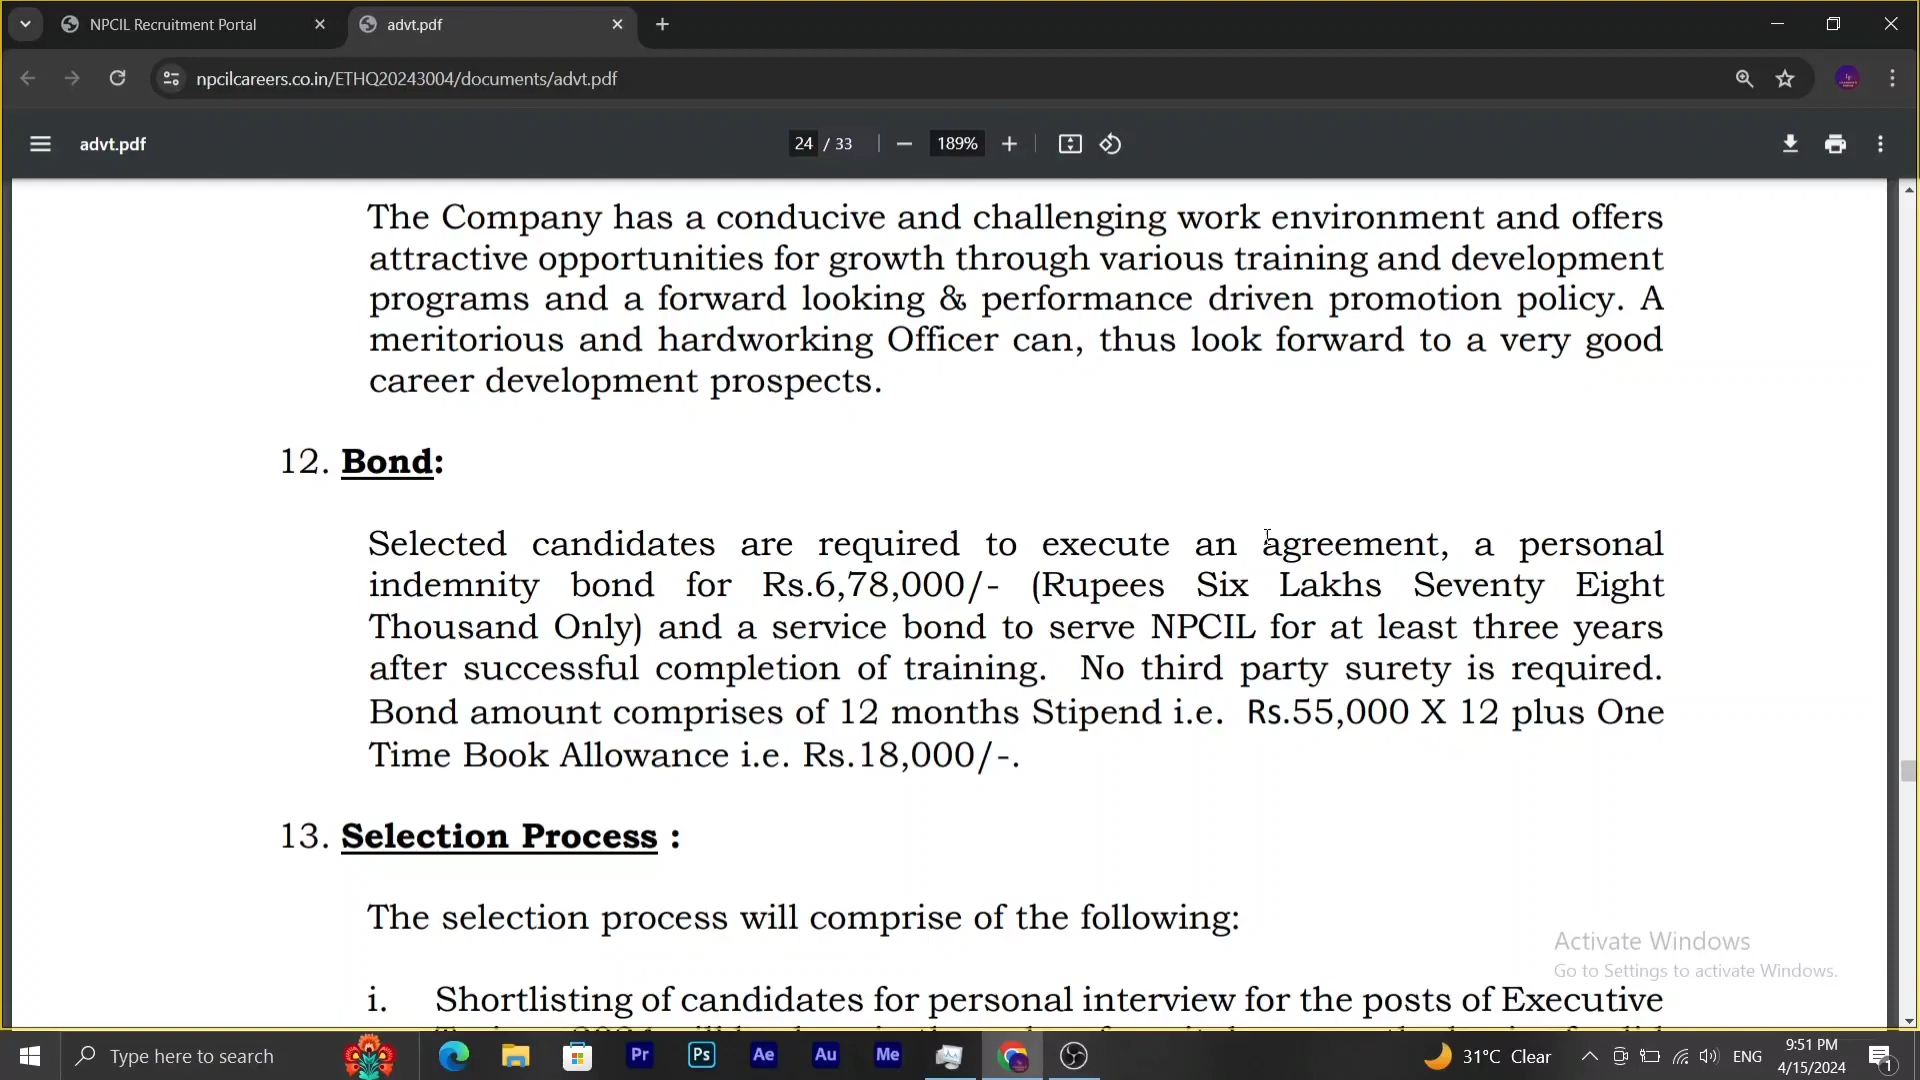 NPCIL Recruitment Portal
advt.pdf
npcilcareers.co.in/ETHQ20243004/documents/advt.pdf
advt.pdf
24 / 33
189%
The Company has a conducive and challenging work environment and offers
attractive opportunities for growth through various training and development
programs and a forward looking & performance driven promotion policy. A
meritorious and hardworking Officer can, thus look forward to a very good
career development prospects.
12. Bond:
Selected candidates are required to execute an agreement, a personal
indemnity bond for Rs.6,78,000/- (Rupees Six Lakhs Seventy Eight
Thousand Only) and a service bond to serve NPCIL for at least three years
after successful completion of training. No third party surety is required.
Bond amount comprises of 12 months Stipend i.e. Rs.55,000 X 12 plus One
Time Book Allowance i.e. Rs.18,000/-.
13. Selection Process :
The selection process will comprise of the following:
Activate Windows
Go to Settings to activate Windows.
i. Shortlisting of candidates for personal interview for the posts of Executive
Type here to search
Pr
Ps
Ae
Au
Me
31°C Clear
ENG
9:51 PM
4/15/2024
1